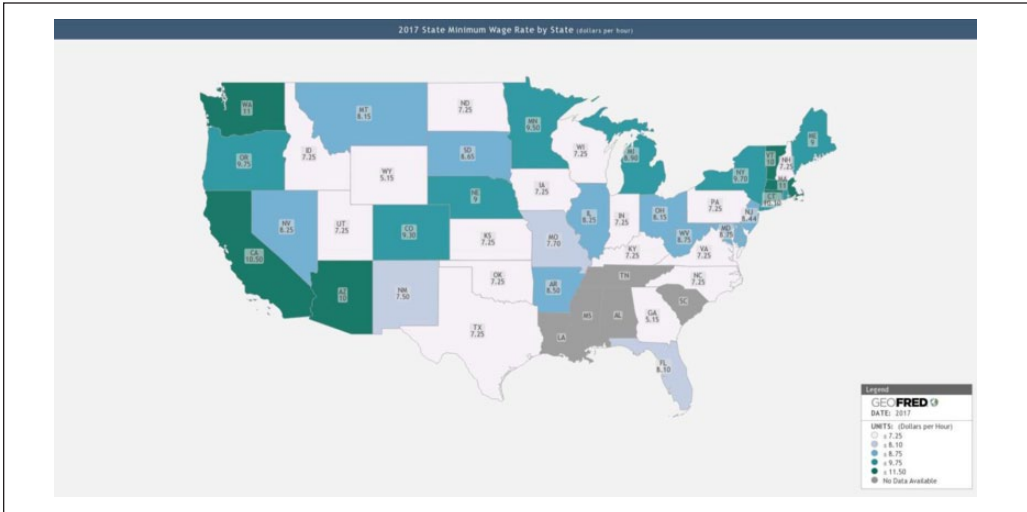 2017 State Minimum Wage Rate by State (dollars per hour)
WA
11
MT
8.15
ND
7.25
MN
9.50
ME
9
OR
9.75
ID
7.25
SD
8.65
WI
7.25
MI
8.90
VT
10
NH
7.25
WY
5.15
NY
9.70
MA
11
CT
10.10
IA
7.25
NE
9
PA
7.25
NJ
8.44
NV
8.25
UT
7.25
CO
9.30
IL
8.25
IN
7.25
OH
8.15
MD
8.75
WV
8.75
CA
10.50
KS
7.25
MO
7.70
KY
7.25
VA
7.25
AZ
10
NM
7.50
OK
7.25
AR
8.50
TN
NC
7.25
SC
MS
AL
GA
5.15
TX
7.25
LA
FL
8.10
Legend
GEOFRED
DATE: 2017
UNITS: (Dollars per Hour)
≤ 7.25
≤ 8.10
≤ 8.75
≤ 9.75
≤ 11.50
No Data Available